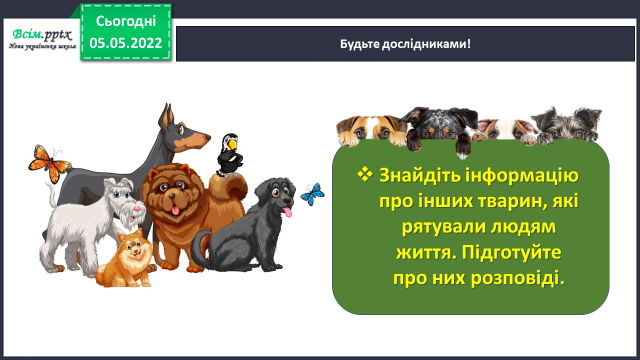 Всім.pptx
Нова українська школа
Сьогодні
05.05.2022
Будьте дослідниками!
❖ Знайдіть інформацію
про інших тварин, які
рятували людям
життя. Підготуйте
про них розповіді.